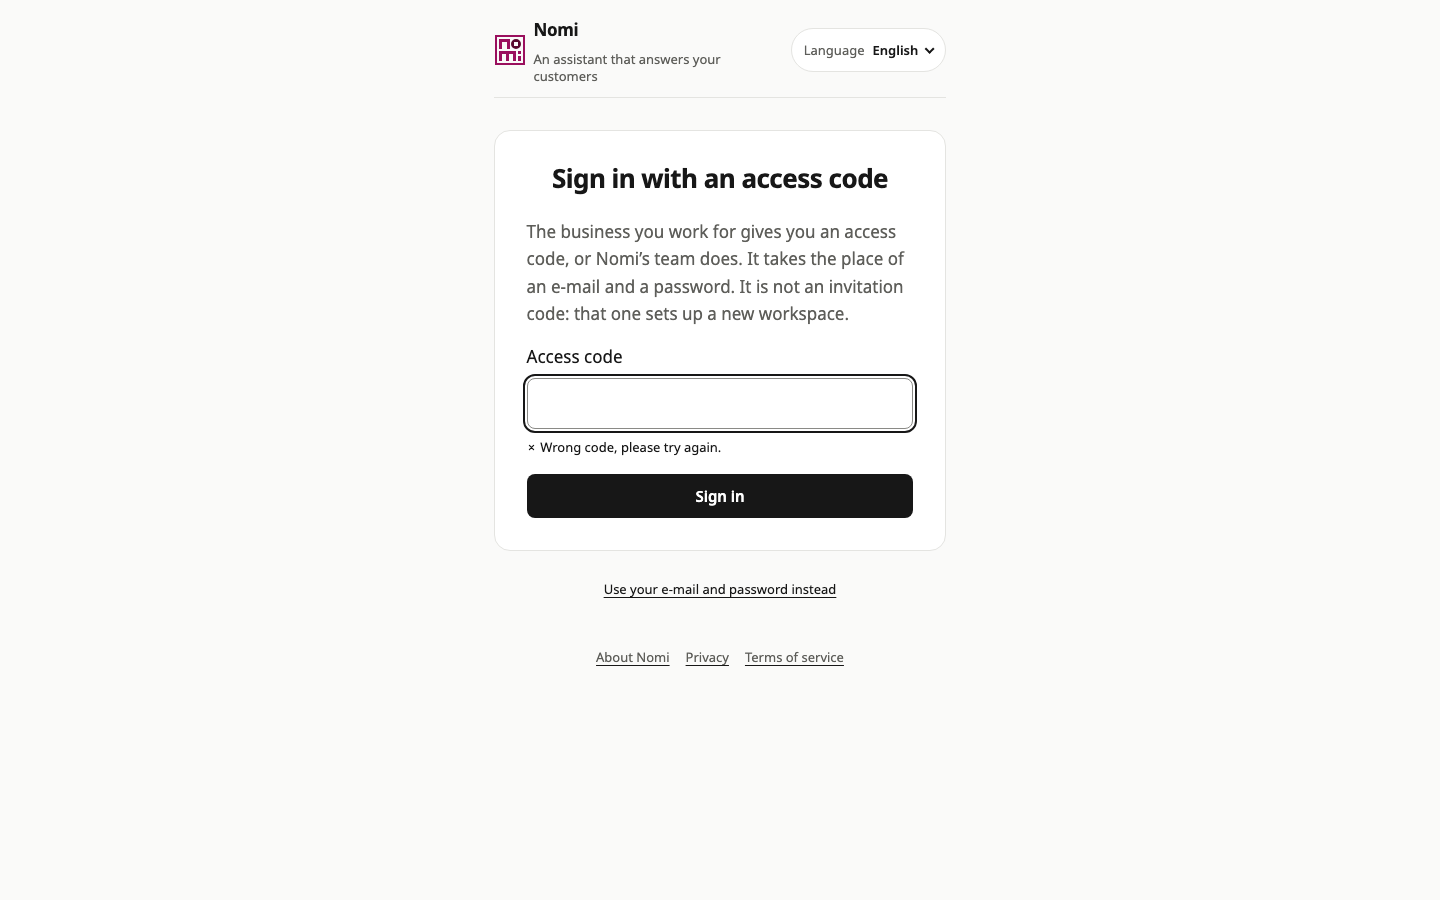 nomi
Nomi
An assistant that answers your
customers
Language English
Sign in with an access code
The business you work for gives you an access
code, or Nomi’s team does. It takes the place of
an e-mail and a password. It is not an invitation
code: that one sets up a new workspace.
Access code
× Wrong code, please try again.
Sign in
Use your e-mail and password instead
About Nomi Privacy Terms of service